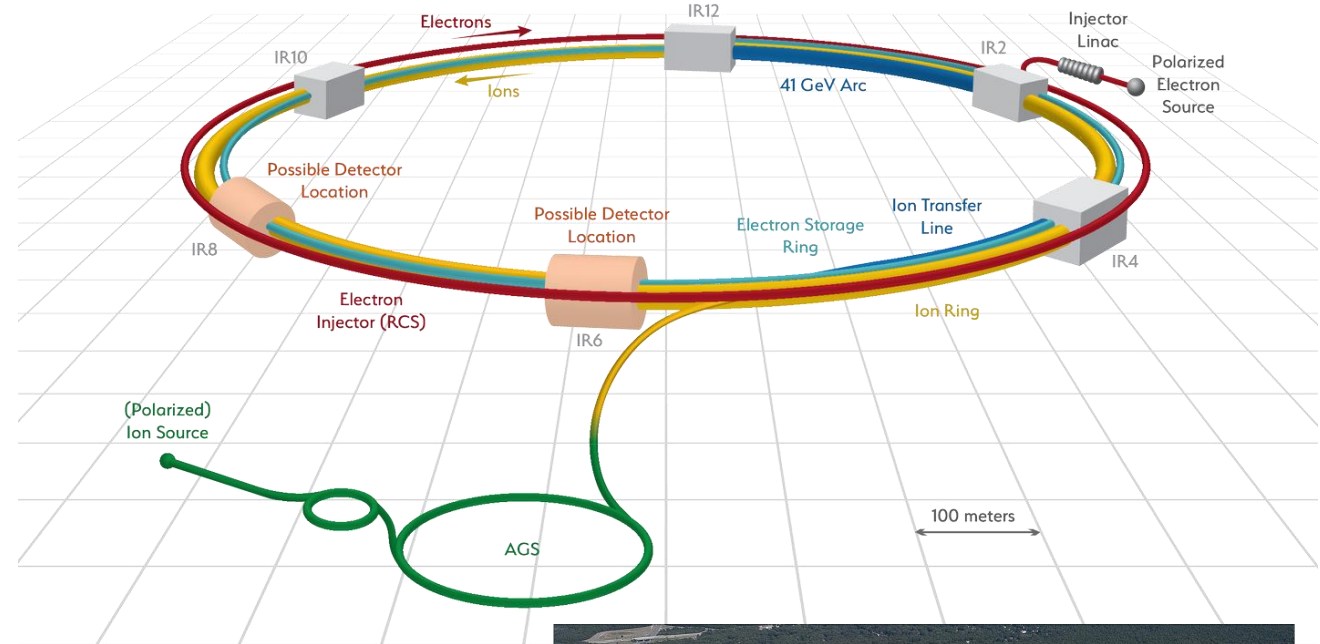 IR12
Electrons
Injector
Linac
IR10
IR2
Polarized
Electron
Source
Ions
41 GeV Arc
Possible Detector
Location
Possible Detector
Location
Ion Transfer
Line
Electron Storage
Ring
IR8
IR4
Electron
Injector (RCS)
Ion Ring
IR6
(Polarized)
Ion Source
100 meters
AGS